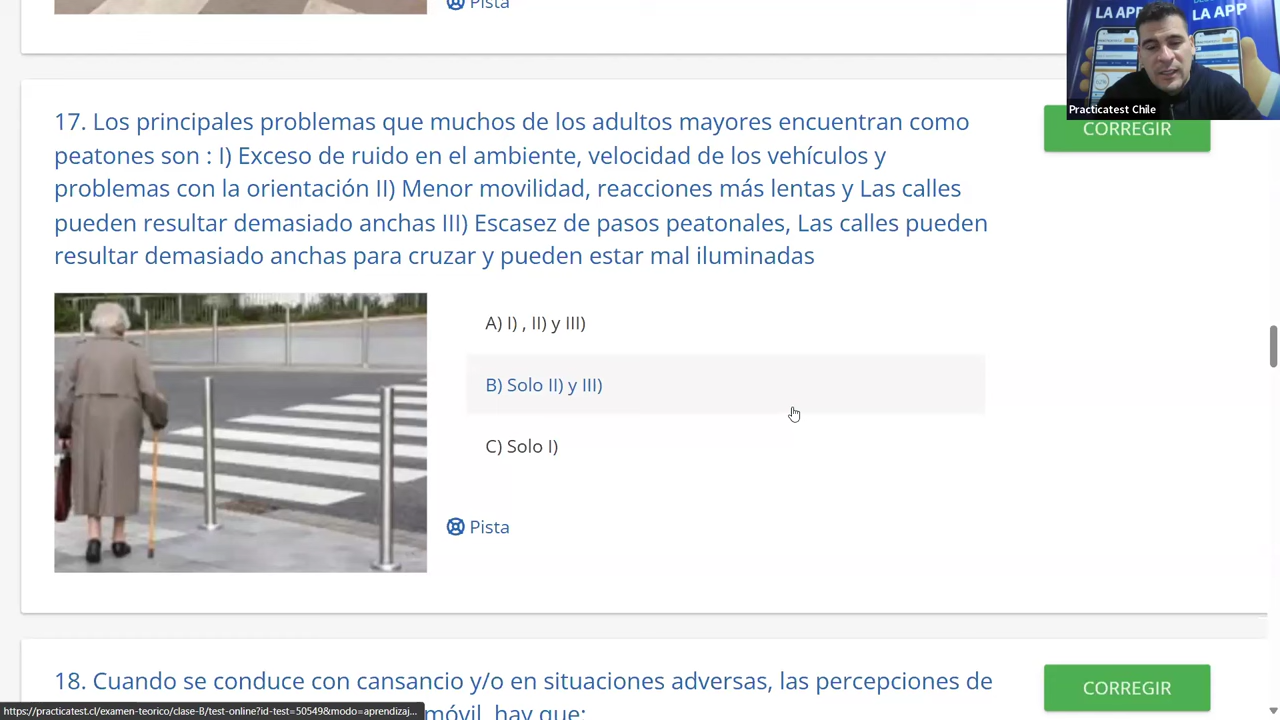 Pista
LA APP
LA APP
Practicatest Chile
CORREGIR
17. Los principales problemas que muchos de los adultos mayores encuentran como
peatones son : I) Exceso de ruido en el ambiente, velocidad de los vehículos y
problemas con la orientación II) Menor movilidad, reacciones más lentas y Las calles
pueden resultar demasiado anchas III) Escasez de pasos peatonales, Las calles pueden
resultar demasiado anchas para cruzar y pueden estar mal iluminadas
A) I) , II) y III)
B) Solo II) y III)
C) Solo I)
Pista
18. Cuando se conduce con cansancio y/o en situaciones adversas, las percepciones de
móvil, hay que:
CORREGIR
https://practicatest.cl/examen-teorico/clase-B/test-online?id-test=50549&modo=aprendizaj...